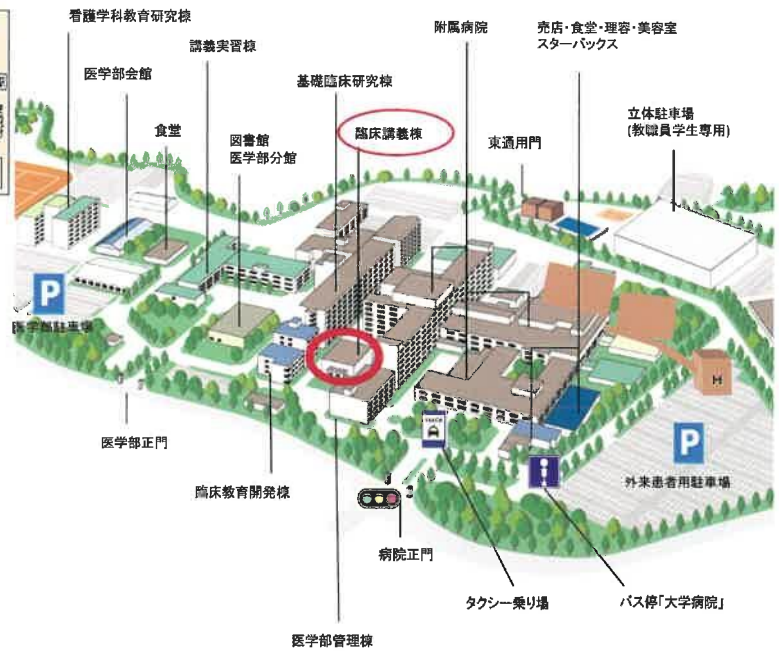 看護学科教育研究棟
医学部会館
講義実習棟
食堂
図書館
医学部分館
基礎臨床研究棟
臨床講義棟
附属病院
売店・食堂・理容・美容室
スターバックス
東通用門
立体駐車場
(教職員学生専用)
P
医学部駐車場
医学部正門
臨床教育開発棟
医学部管理棟
病院正門
タクシー乗り場
バス停「大学病院」
H
P
外来患者用駐車場